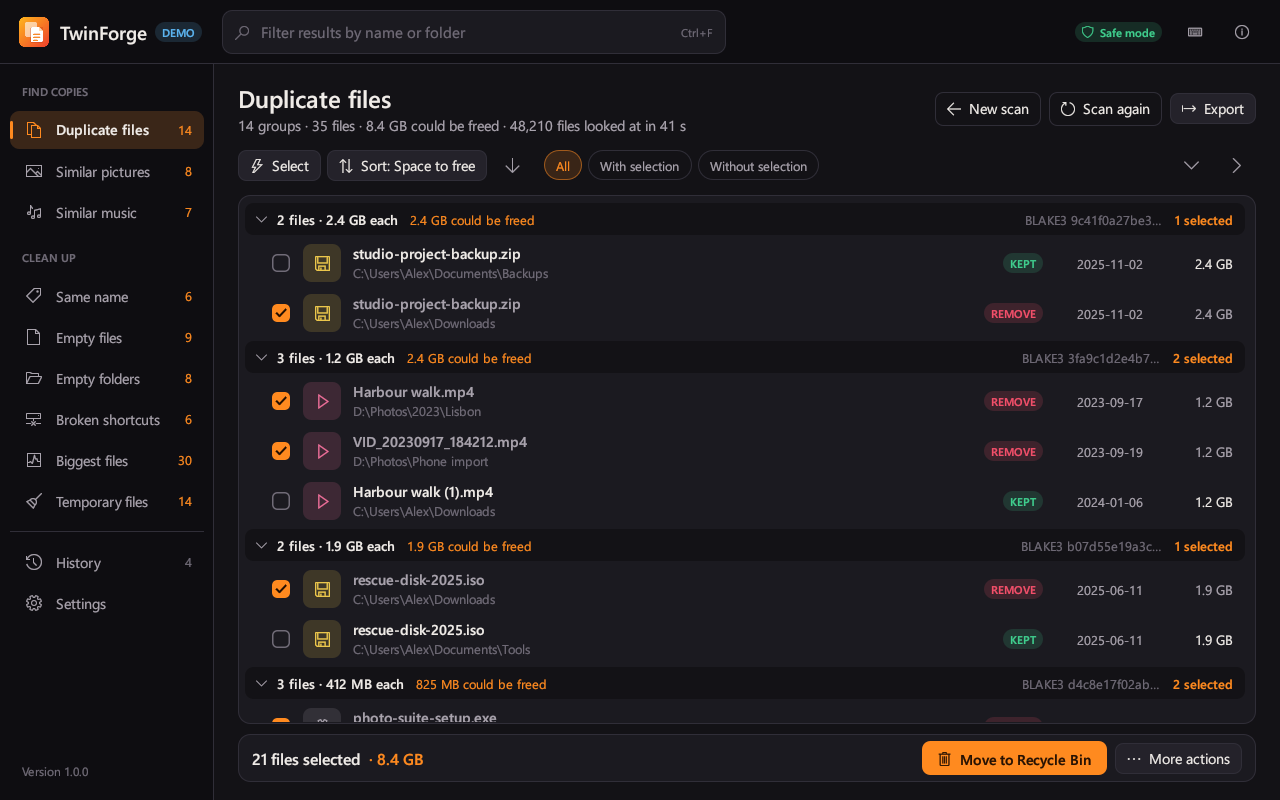 TwinForge DEMO
Filter results by name or folder Ctrl+F
Safe mode
FIND COPIES
Duplicate files 14
Similar pictures 8
Similar music 7
CLEAN UP
Same name 6
Empty files 9
Empty folders 8
Broken shortcuts 6
Biggest files 30
Temporary files 14
History 4
Settings
Version 1.0.0
Duplicate files
14 groups · 35 files · 8.4 GB could be freed · 48,210 files looked at in 41 s
New scan
Scan again
Export
Select
Sort: Space to free
All
With selection
Without selection
2 files · 2.4 GB each 2.4 GB could be freed BLAKE3 9c41f0a27be3… 1 selected
studio-project-backup.zip
C:\Users\Alex\Documents\Backups
KEPT 2025-11-02 2.4 GB
studio-project-backup.zip
C:\Users\Alex\Downloads
REMOVE 2025-11-02 2.4 GB
3 files · 1.2 GB each 2.4 GB could be freed BLAKE3 3fa9c1d2e4b7… 2 selected
Harbour walk.mp4
D:\Photos\2023\Lisbon
REMOVE 2023-09-17 1.2 GB
VID_20230917_184212.mp4
D:\Photos\Phone import
REMOVE 2023-09-19 1.2 GB
Harbour walk (1).mp4
C:\Users\Alex\Downloads
KEPT 2024-01-06 1.2 GB
2 files · 1.9 GB each 1.9 GB could be freed BLAKE3 b07d55e19a3c… 1 selected
rescue-disk-2025.iso
C:\Users\Alex\Downloads
REMOVE 2025-06-11 1.9 GB
rescue-disk-2025.iso
C:\Users\Alex\Documents\Tools
KEPT 2025-06-11 1.9 GB
3 files · 412 MB each 825 MB could be freed BLAKE3 d4c8e17f02ab… 2 selected
photo-suite-setup.exe
21 files selected · 8.4 GB
Move to Recycle Bin
More actions